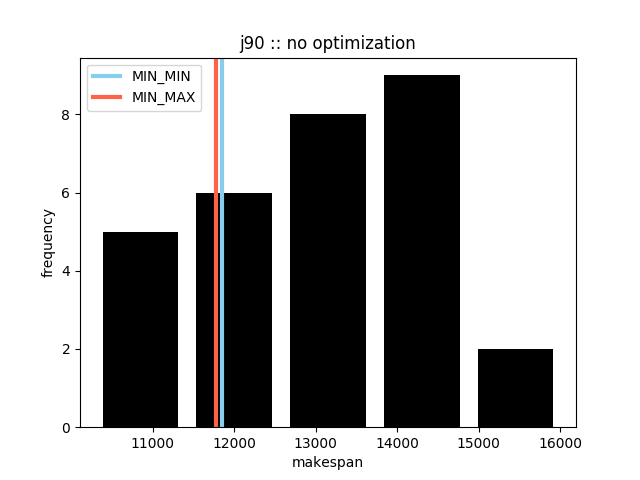 j90 :: no optimization
MIN_MIN
MIN_MAX
8
6
4
2
0
frequency
11000 12000 13000 14000 15000 16000
makespan